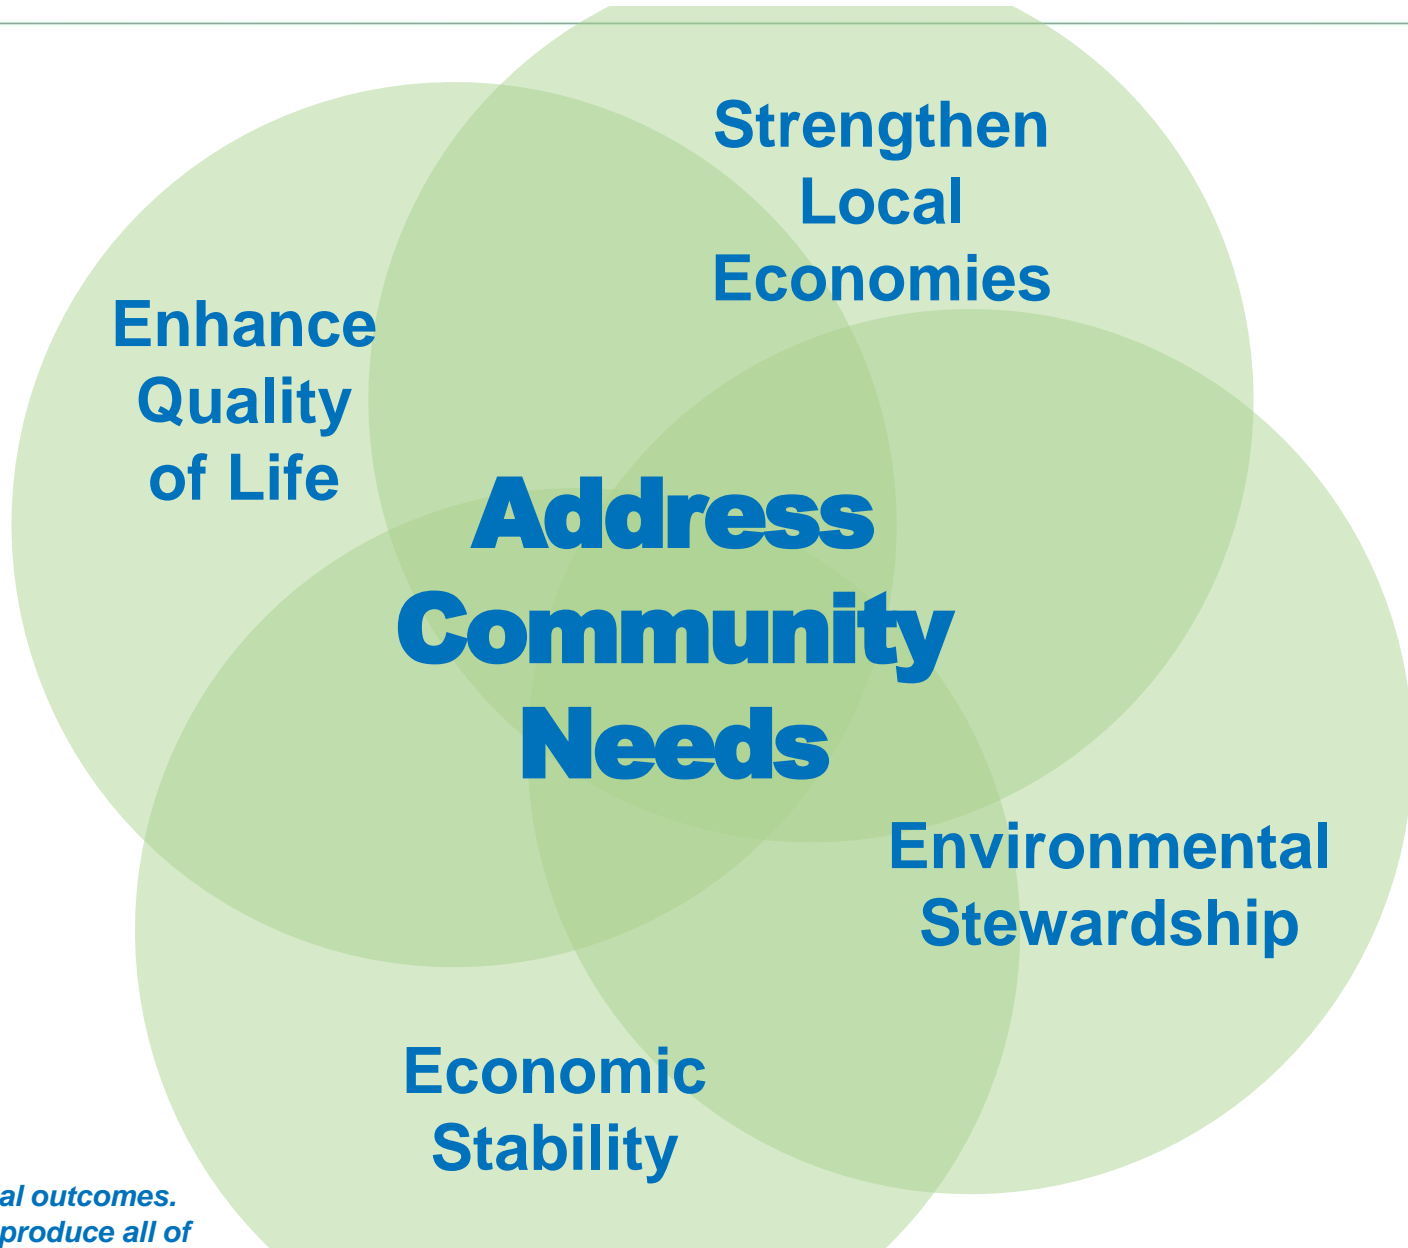 Strengthen
Local
Economies
Enhance
Quality
of Life
Address
Community
Needs
Environmental
Stewardship
Economic
Stability
al outcomes.
produce all of